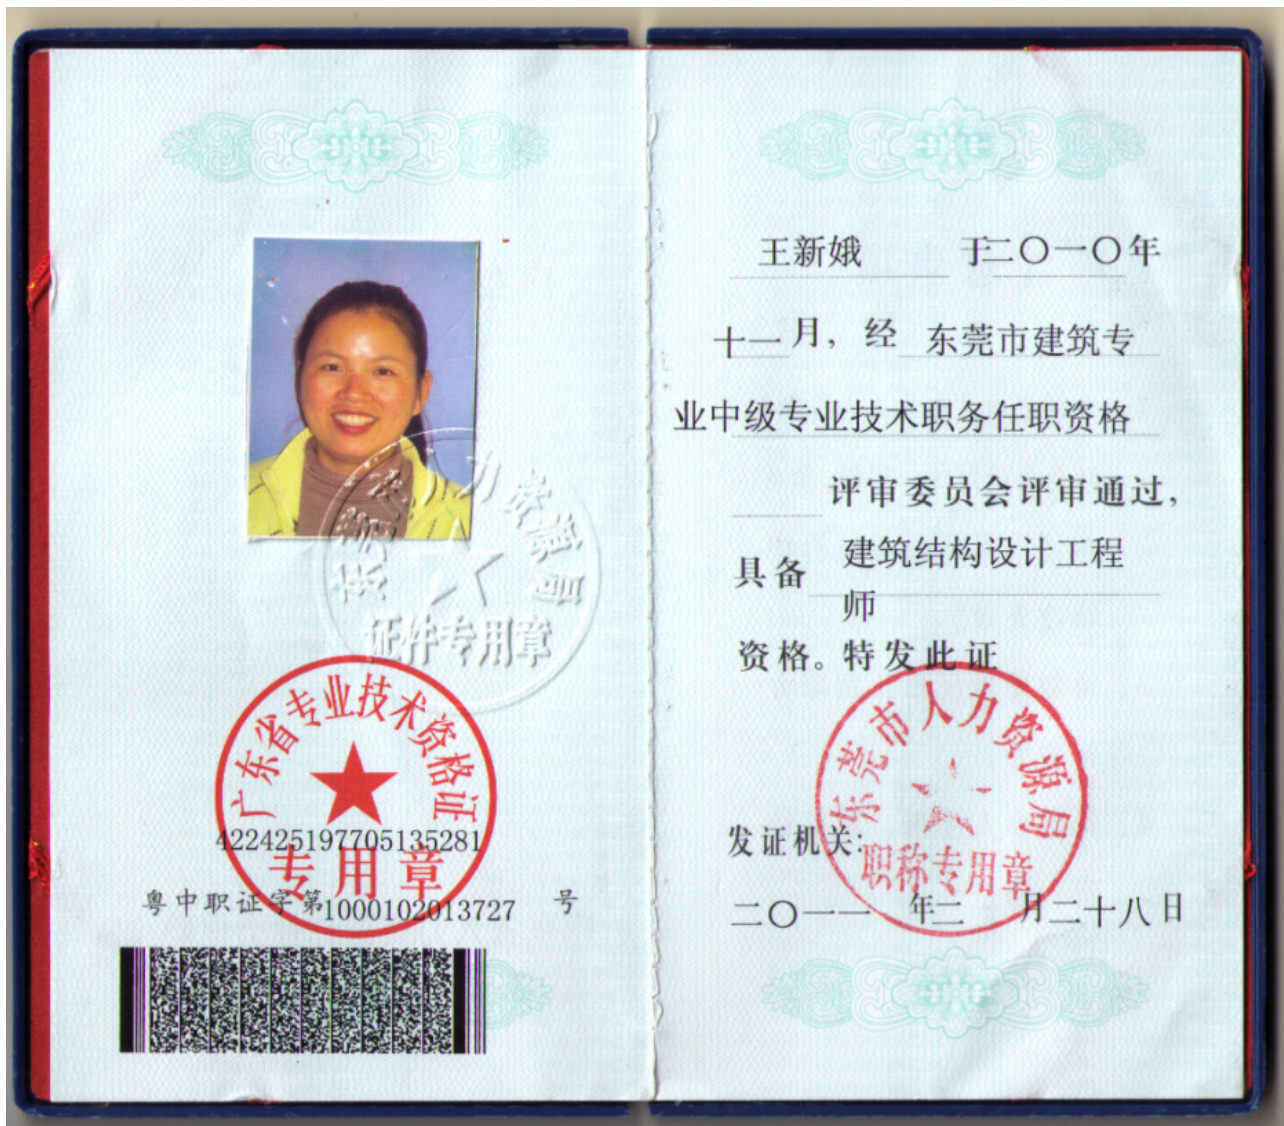 东莞市人力资源局
证件专用章
广东省专业技术资格证
422425197705135281
专用章
粤中职证字第1000102013727 号
王新娥 于二〇一〇年
十一月，经 东莞市建筑专
业中级专业技术职务任职资格
评审委员会评审通过，
具备 建筑结构设计工程
师
资格。特发此证
东莞市人力资源局
发证机关：
职称专用章
二〇一一 年二 月二十八日